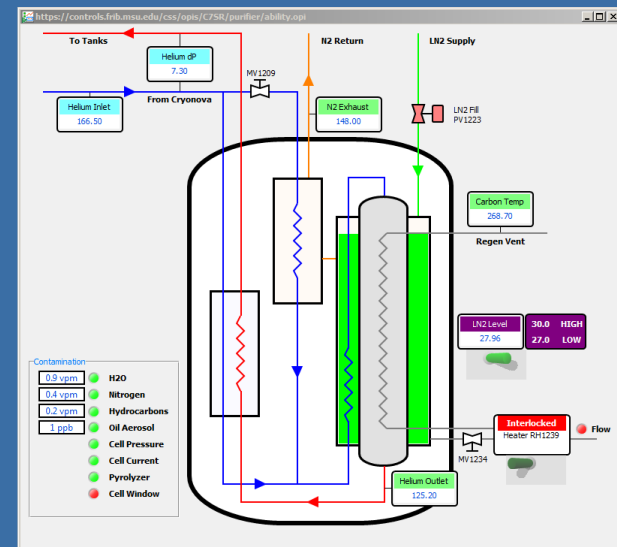 https://controls.frib.msu.edu/css/opis/C7SR/purifier/ability.opi
To Tanks
N2 Return
LN2 Supply
Helium dP
7.30
MV1209
From Cryonova
Helium Inlet
166.50
N2 Exhaust
148.00
LN2 Fill
PV1223
Carbon Temp
268.70
Regen Vent
LN2 Level
27.96
30.0 HIGH
27.0 LOW
Contamination
0.9 vpm H2O
0.4 vpm Nitrogen
0.2 vpm Hydrocarbons
1 ppb Oil Aerosol
Cell Pressure
Cell Current
Pyrolyzer
Cell Window
Interlocked
Heater RH1239
Flow
MV1234
Helium Outlet
125.20